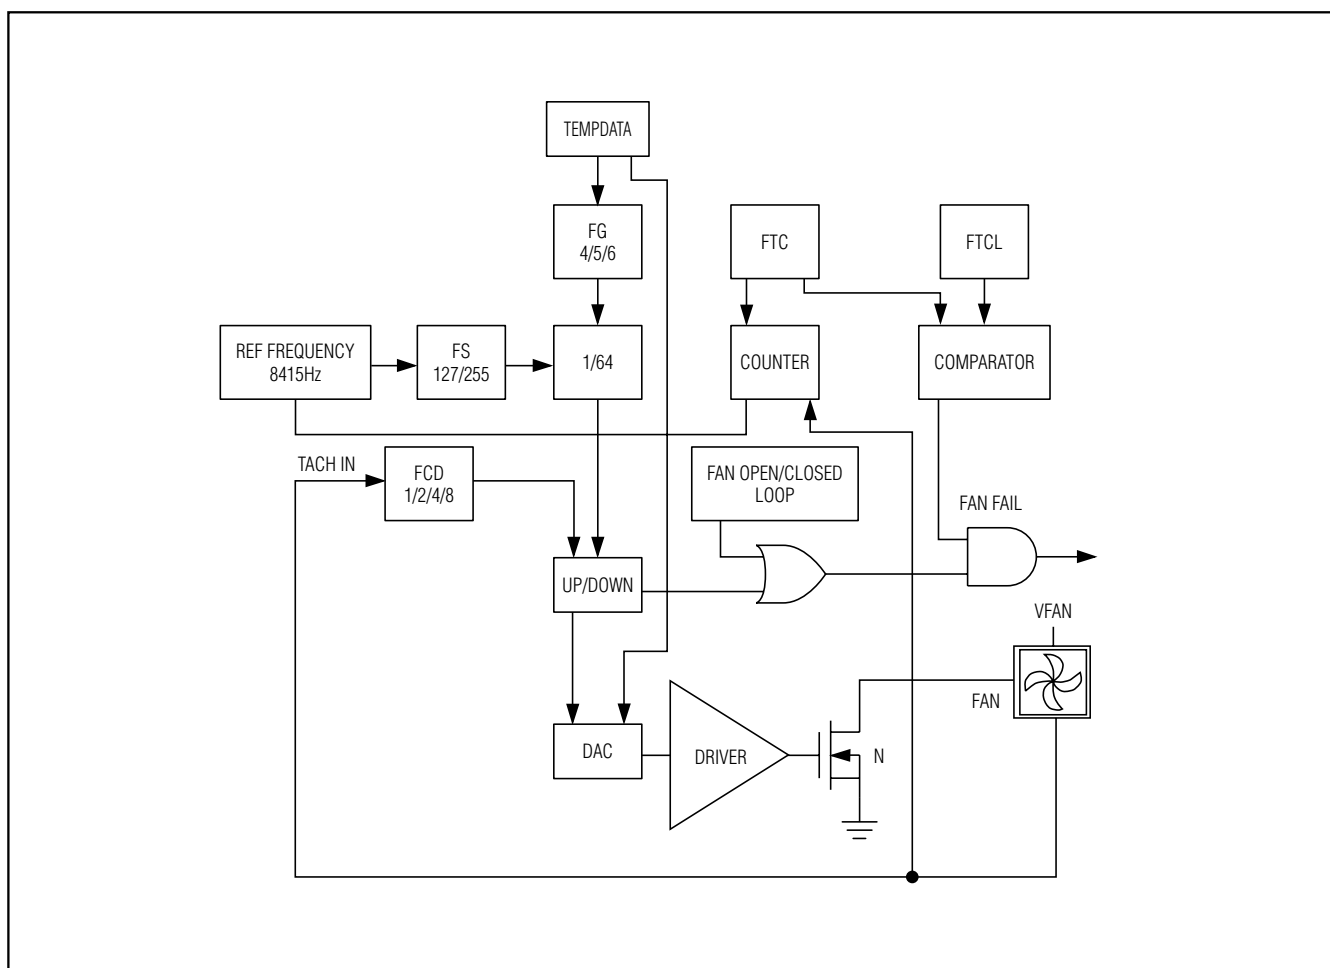 TEMPDATA
FG
4/5/6
FTC
FTCL
REF FREQUENCY
8415Hz
FS
127/255
1/64
COUNTER
COMPARATOR
TACH IN
FCD
1/2/4/8
FAN OPEN/CLOSED
LOOP
FAN FAIL
UP/DOWN
VFAN
FAN
DAC
DRIVER
N